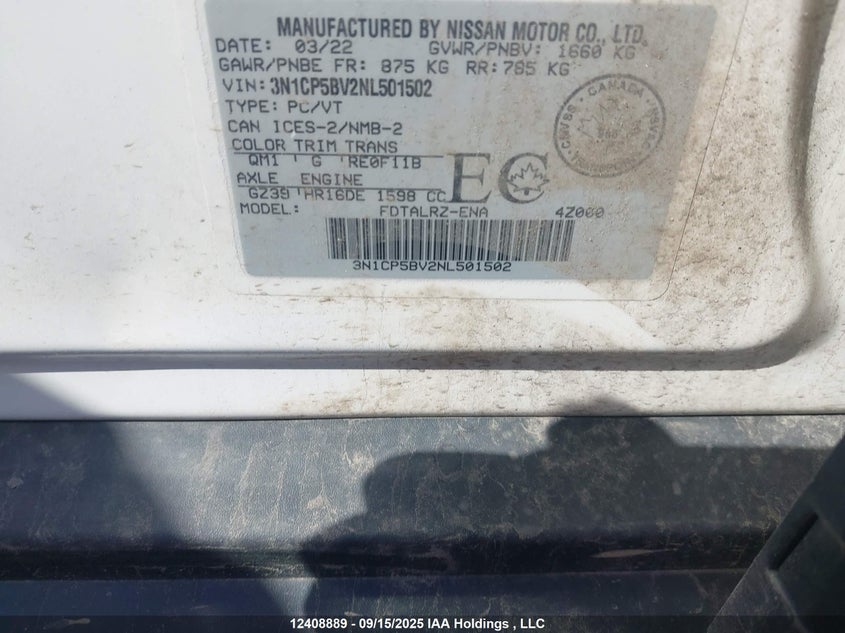 MANUFACTURED BY NISSAN MOTOR CO., LTD.
DATE: 03/22 GVWR/PNBV: 1660 KG
GAWR/PNBE FR: 875 KG RR: 785 KG
VIN: 3N1CP5BV2NL501502
TYPE: PC/VT
CAN ICES-2/NMB-2
CANADA
COLOR TRIM TRANS
QM1 G RE0F11B
EC
AXLE ENGINE
GZ39 HR16DE 1598 CC
MODEL: FDTALRZ-ENA 4Z000
3N1CP5BV2NL501502
12408889 - 09/15/2025 IAA Holdings , LLC